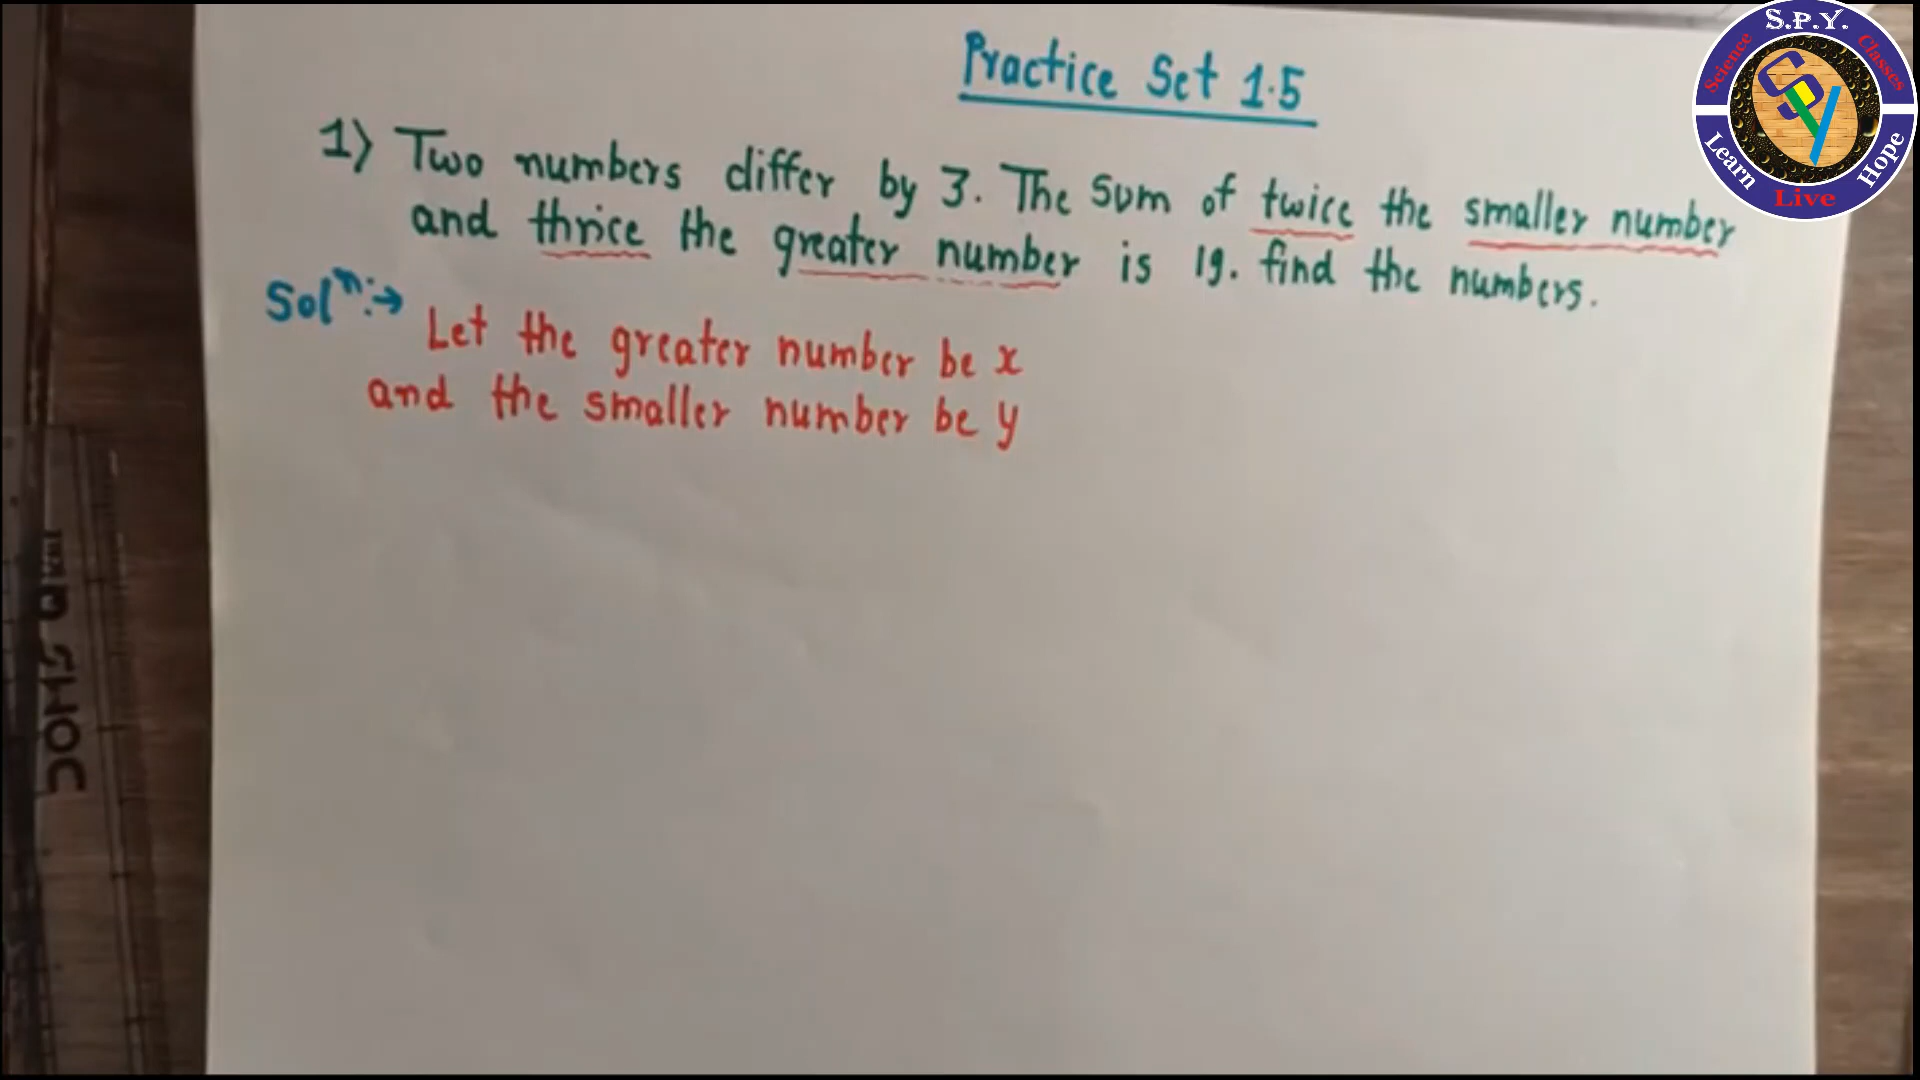 Practice Set 1.5
1) Two numbers differ by 3. The sum of twice the smaller number
and thrice the greater number is 19. find the numbers.
Solⁿ:→
Let the greater number be x
and the smaller number be y
S.P.Y.
Science
Classes
SPY
Learn
Live
Hope